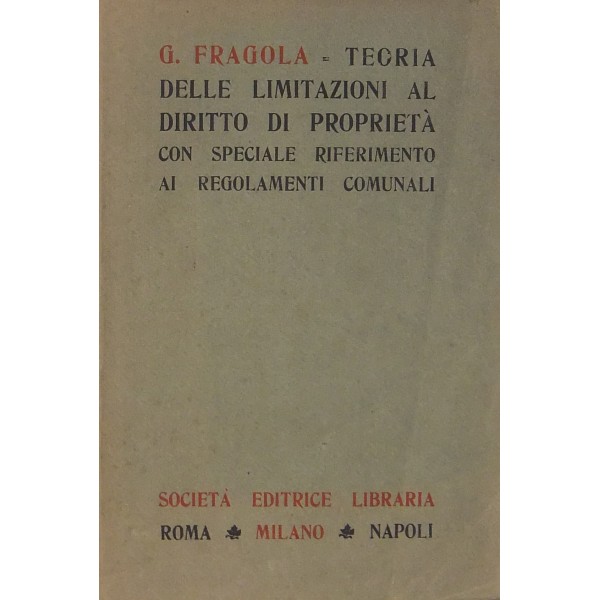 G. FRAGOLA = TEORIA
DELLE LIMITAZIONI AL
DIRITTO DI PROPRIETÀ
CON SPECIALE RIFERIMENTO
AI REGOLAMENTI COMUNALI
SOCIETÀ EDITRICE LIBRARIA
ROMA ❧ MILANO ❧ NAPOLI